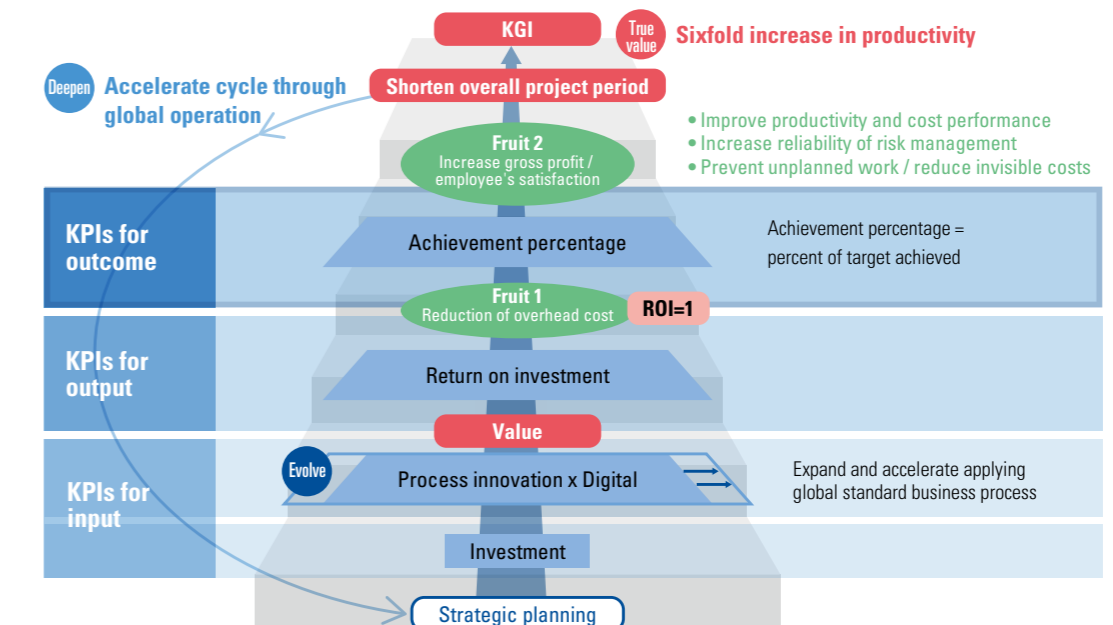 KGI
True
value
Sixfold increase in productivity
Deepen
Accelerate cycle through
global operation
Shorten overall project period
Fruit 2
Increase gross profit /
employee's satisfaction
• Improve productivity and cost performance
• Increase reliability of risk management
• Prevent unplanned work / reduce invisible costs
KPIs for
outcome
Achievement percentage
Achievement percentage =
percent of target achieved
Fruit 1
Reduction of overhead cost
ROI=1
KPIs for
output
Return on investment
Value
KPIs for
input
Evolve
Process innovation x Digital
Expand and accelerate applying
global standard business process
Investment
Strategic planning